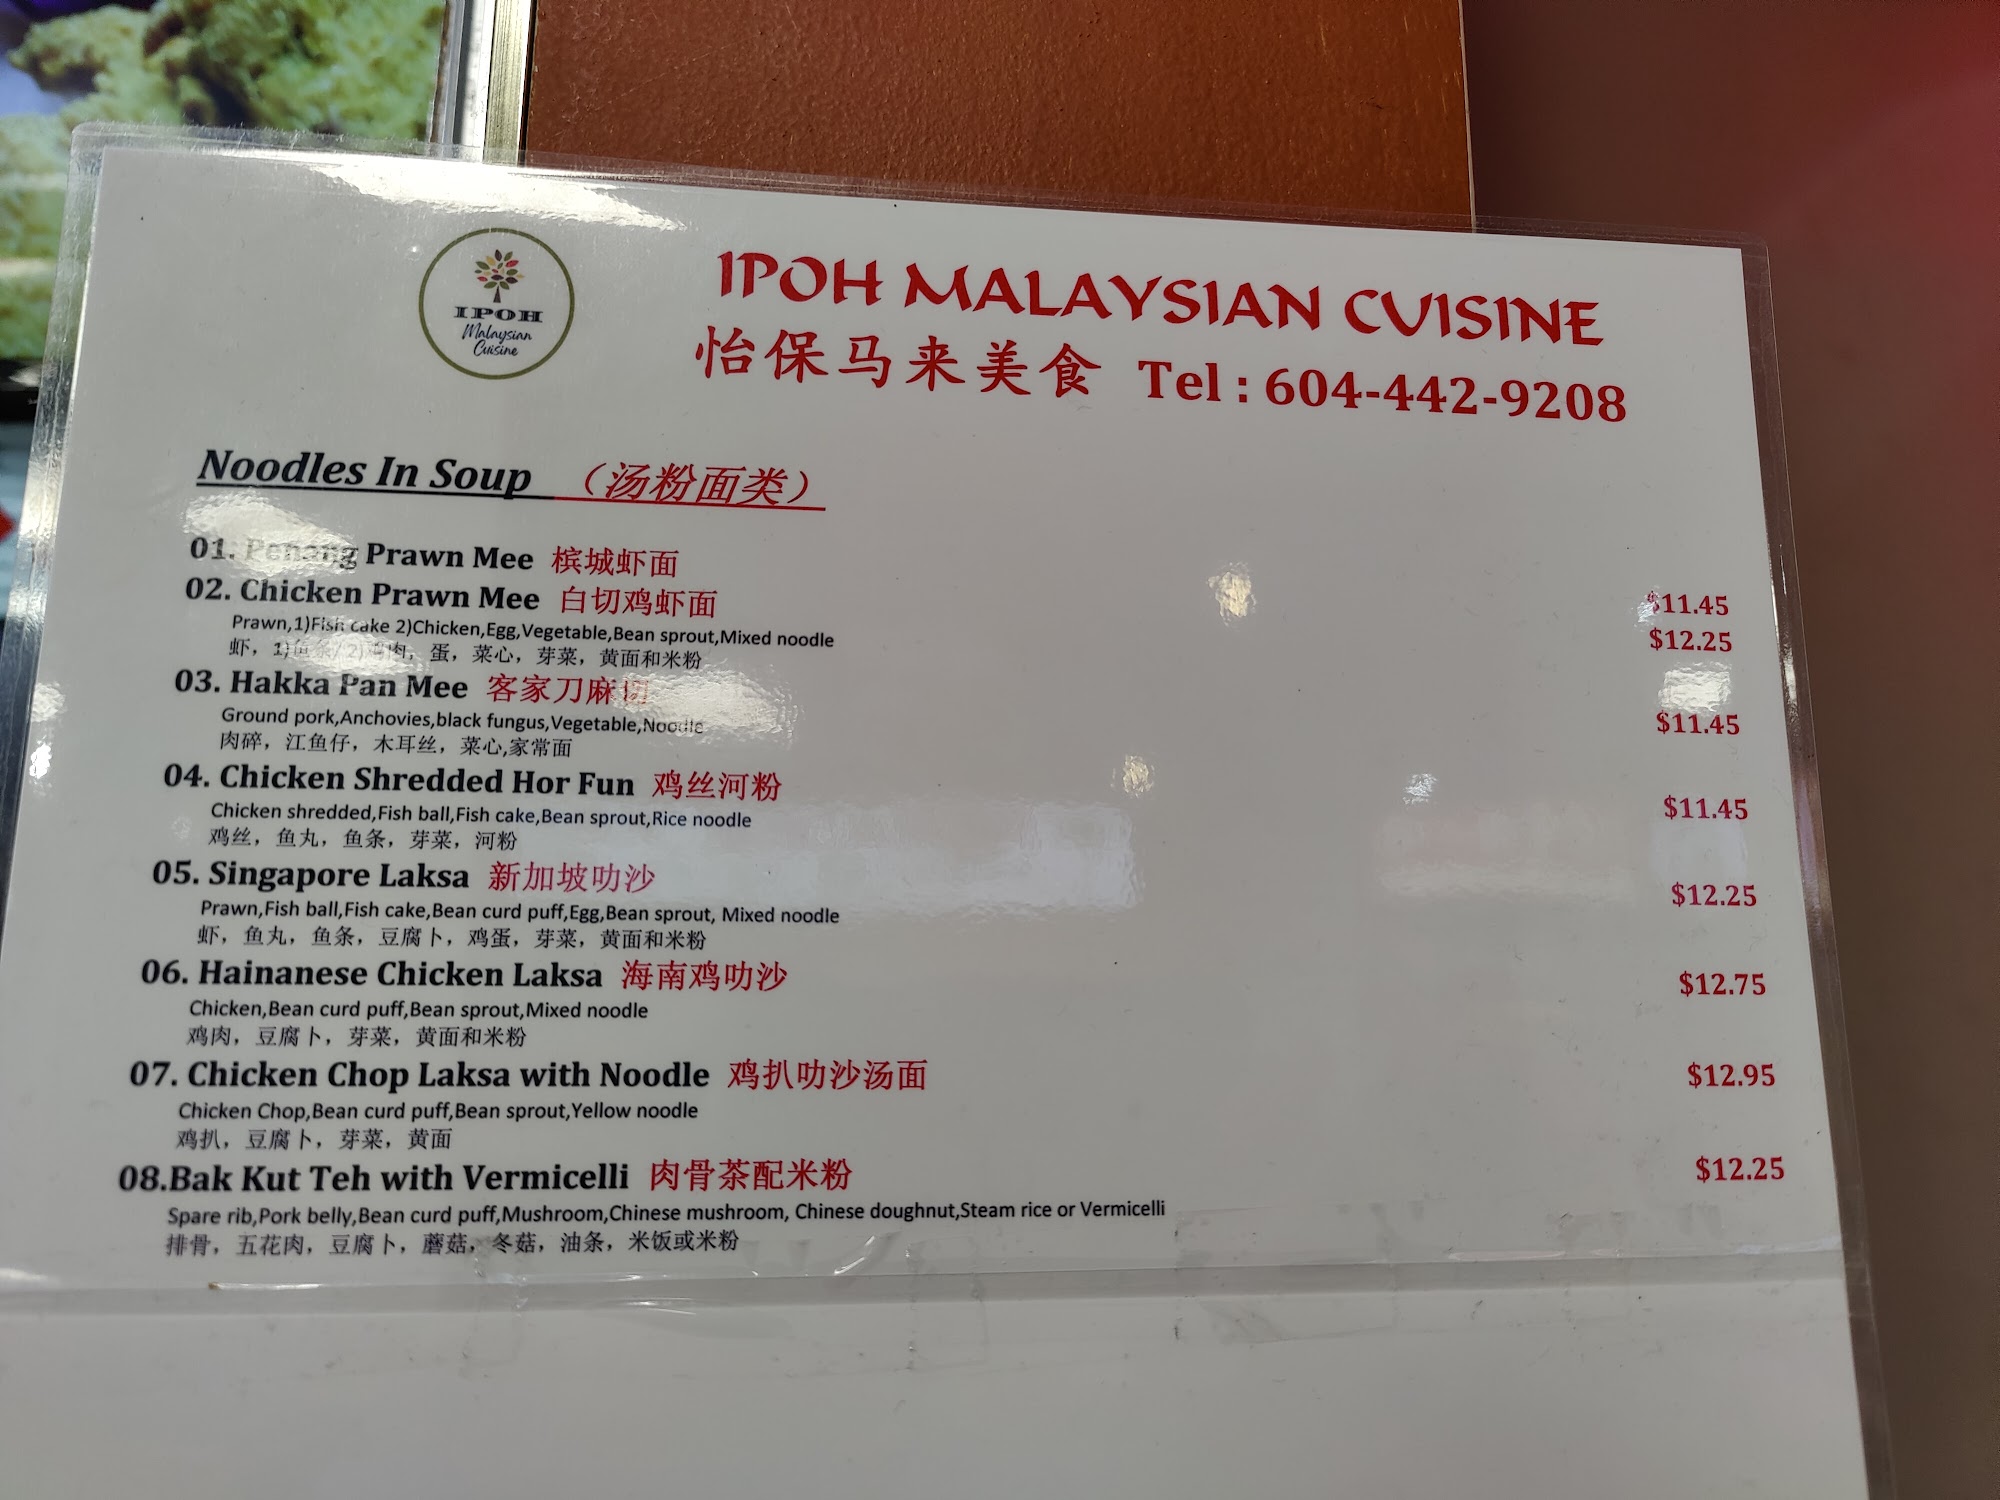 IPOH
Malaysian
Cuisine
IPOH MALAYSIAN CUISINE
怡保马来美食 Tel : 604-442-9208
Noodles In Soup （汤粉面类）
01. Penang Prawn Mee 槟城虾面 $11.45
02. Chicken Prawn Mee 白切鸡虾面 $12.25
Prawn,1)Fish cake 2)Chicken,Egg,Vegetable,Bean sprout,Mixed noodle
虾，1)鱼条/2)鸡肉，蛋，菜心，芽菜，黄面和米粉
03. Hakka Pan Mee 客家刀麻切 $11.45
Ground pork,Anchovies,black fungus,Vegetable,Noodle
肉碎，江鱼仔，木耳丝，菜心,家常面
04. Chicken Shredded Hor Fun 鸡丝河粉 $11.45
Chicken shredded,Fish ball,Fish cake,Bean sprout,Rice noodle
鸡丝，鱼丸，鱼条，芽菜，河粉
05. Singapore Laksa 新加坡叻沙 $12.25
Prawn,Fish ball,Fish cake,Bean curd puff,Egg,Bean sprout, Mixed noodle
虾，鱼丸，鱼条，豆腐卜，鸡蛋，芽菜，黄面和米粉
06. Hainanese Chicken Laksa 海南鸡叻沙 $12.75
Chicken,Bean curd puff,Bean sprout,Mixed noodle
鸡肉，豆腐卜，芽菜，黄面和米粉
07. Chicken Chop Laksa with Noodle 鸡扒叻沙汤面 $12.95
Chicken Chop,Bean curd puff,Bean sprout,Yellow noodle
鸡扒，豆腐卜，芽菜，黄面
08.Bak Kut Teh with Vermicelli 肉骨茶配米粉 $12.25
Spare rib,Pork belly,Bean curd puff,Mushroom,Chinese mushroom, Chinese doughnut,Steam rice or Vermicelli
排骨，五花肉，豆腐卜，蘑菇，冬菇，油条，米饭或米粉